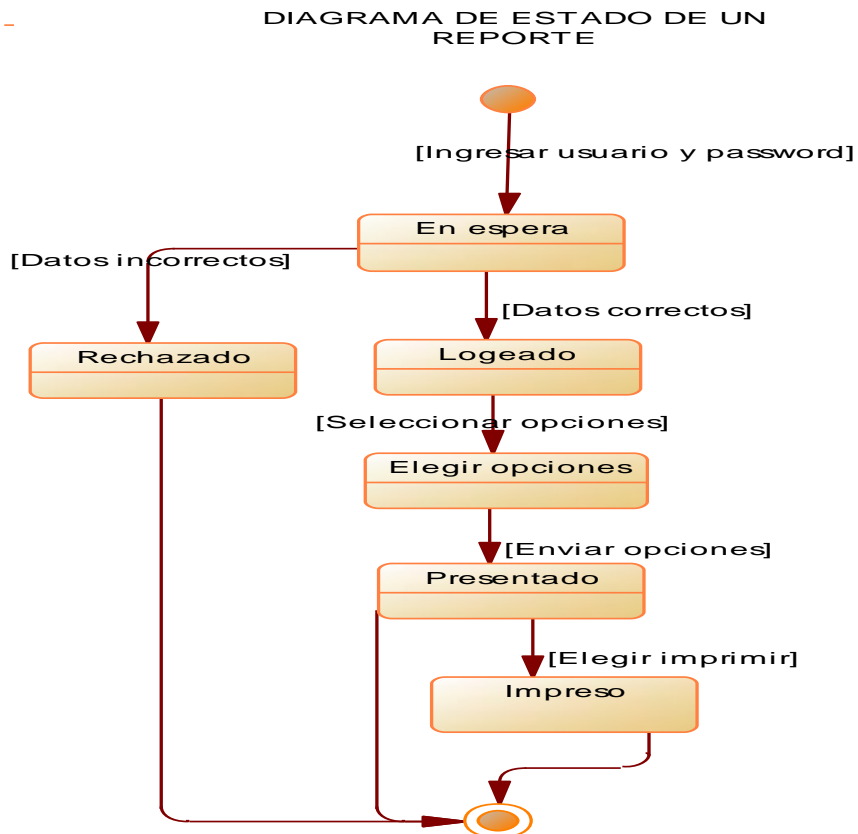 DIAGRAMA DE ESTADO DE UN
REPORTE
[Ingresar usuario y password]
En espera
[Datos incorrectos]
[Datos correctos]
Rechazado
Logeado
[Seleccionar opciones]
Elegir opciones
[Enviar opciones]
Presentado
[Elegir imprimir]
Impreso